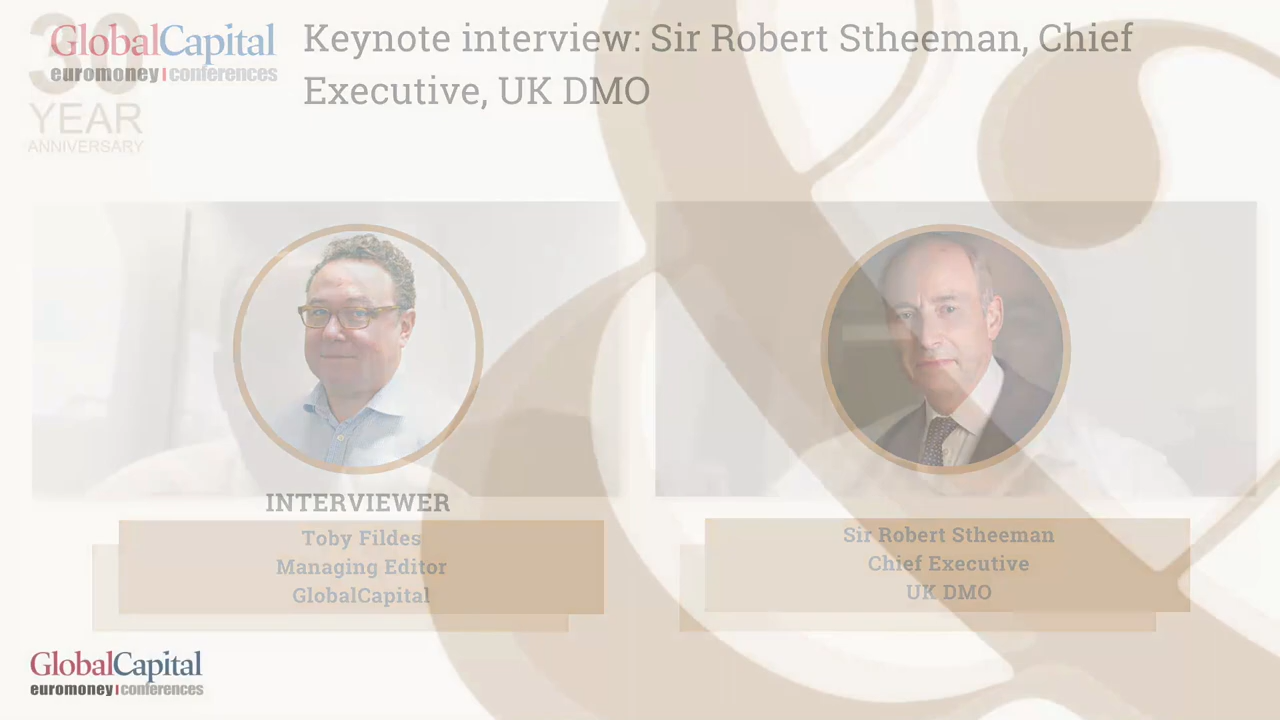 30
YEAR
ANNIVERSARY
GlobalCapital
euromoney|conferences
Keynote interview: Sir Robert Stheeman, Chief
Executive, UK DMO
INTERVIEWER
Toby Fildes
Managing Editor
GlobalCapital
Sir Robert Stheeman
Chief Executive
UK DMO
GlobalCapital
euromoney|conferences